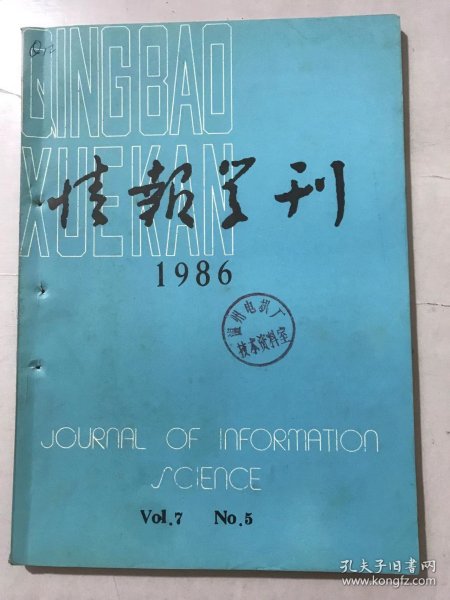 QINGBAO
XUEKAN
情報学刊
1986
州电机厂
技术资料室
JOURNAL OF INFORMATION
SCIENCE
Vol.7 No.5
孔夫子旧书网
www.kongfz.com